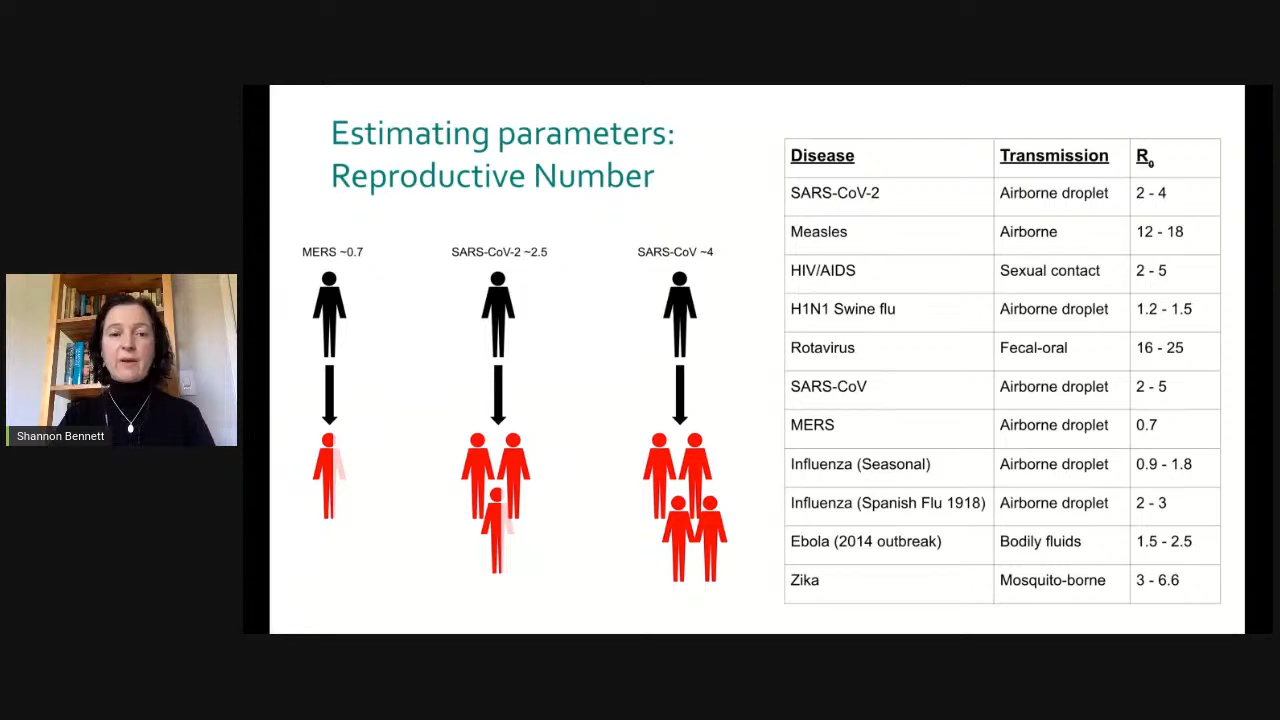 Estimating parameters:
Reproductive Number
MERS ~0.7
SARS-CoV-2 ~2.5
SARS-CoV ~4
Disease Transmission R0
SARS-CoV-2 Airborne droplet 2 - 4
Measles Airborne 12 - 18
HIV/AIDS Sexual contact 2 - 5
H1N1 Swine flu Airborne droplet 1.2 - 1.5
Rotavirus Fecal-oral 16 - 25
SARS-CoV Airborne droplet 2 - 5
MERS Airborne droplet 0.7
Influenza (Seasonal) Airborne droplet 0.9 - 1.8
Influenza (Spanish Flu 1918) Airborne droplet 2 - 3
Ebola (2014 outbreak) Bodily fluids 1.5 - 2.5
Zika Mosquito-borne 3 - 6.6
Shannon Bennett